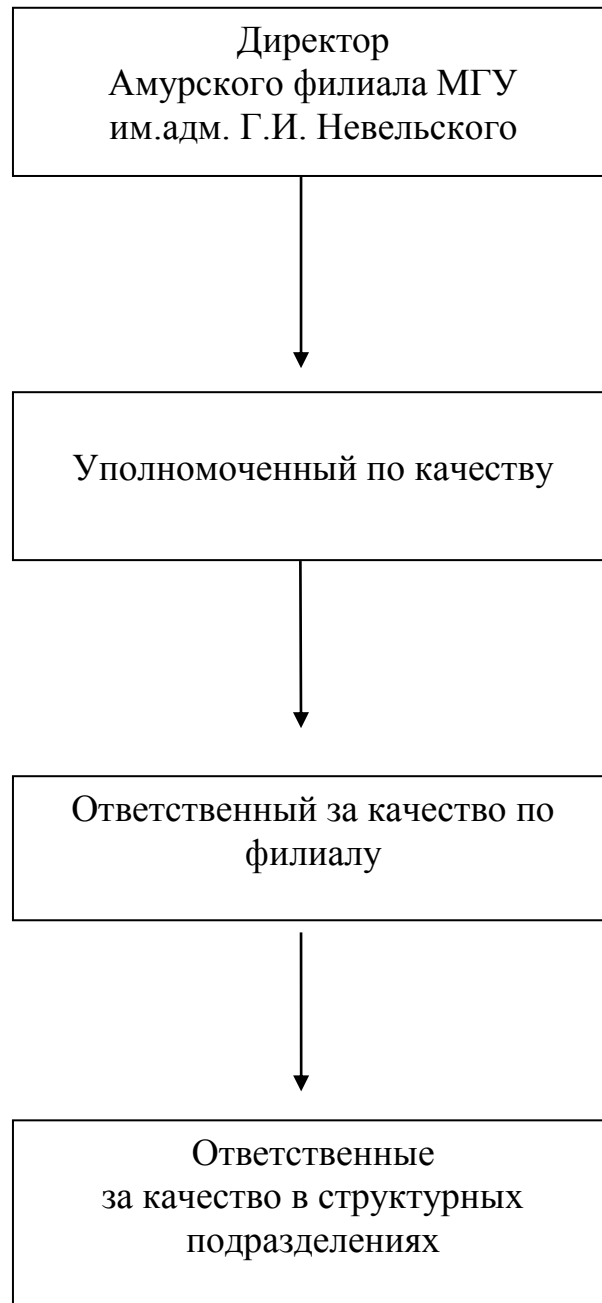 Директор
Амурского филиала МГУ
им.адм. Г.И. Невельского
Уполномоченный по качеству
Ответственный за качество по
филиалу
Ответственные
за качество в структурных
подразделениях